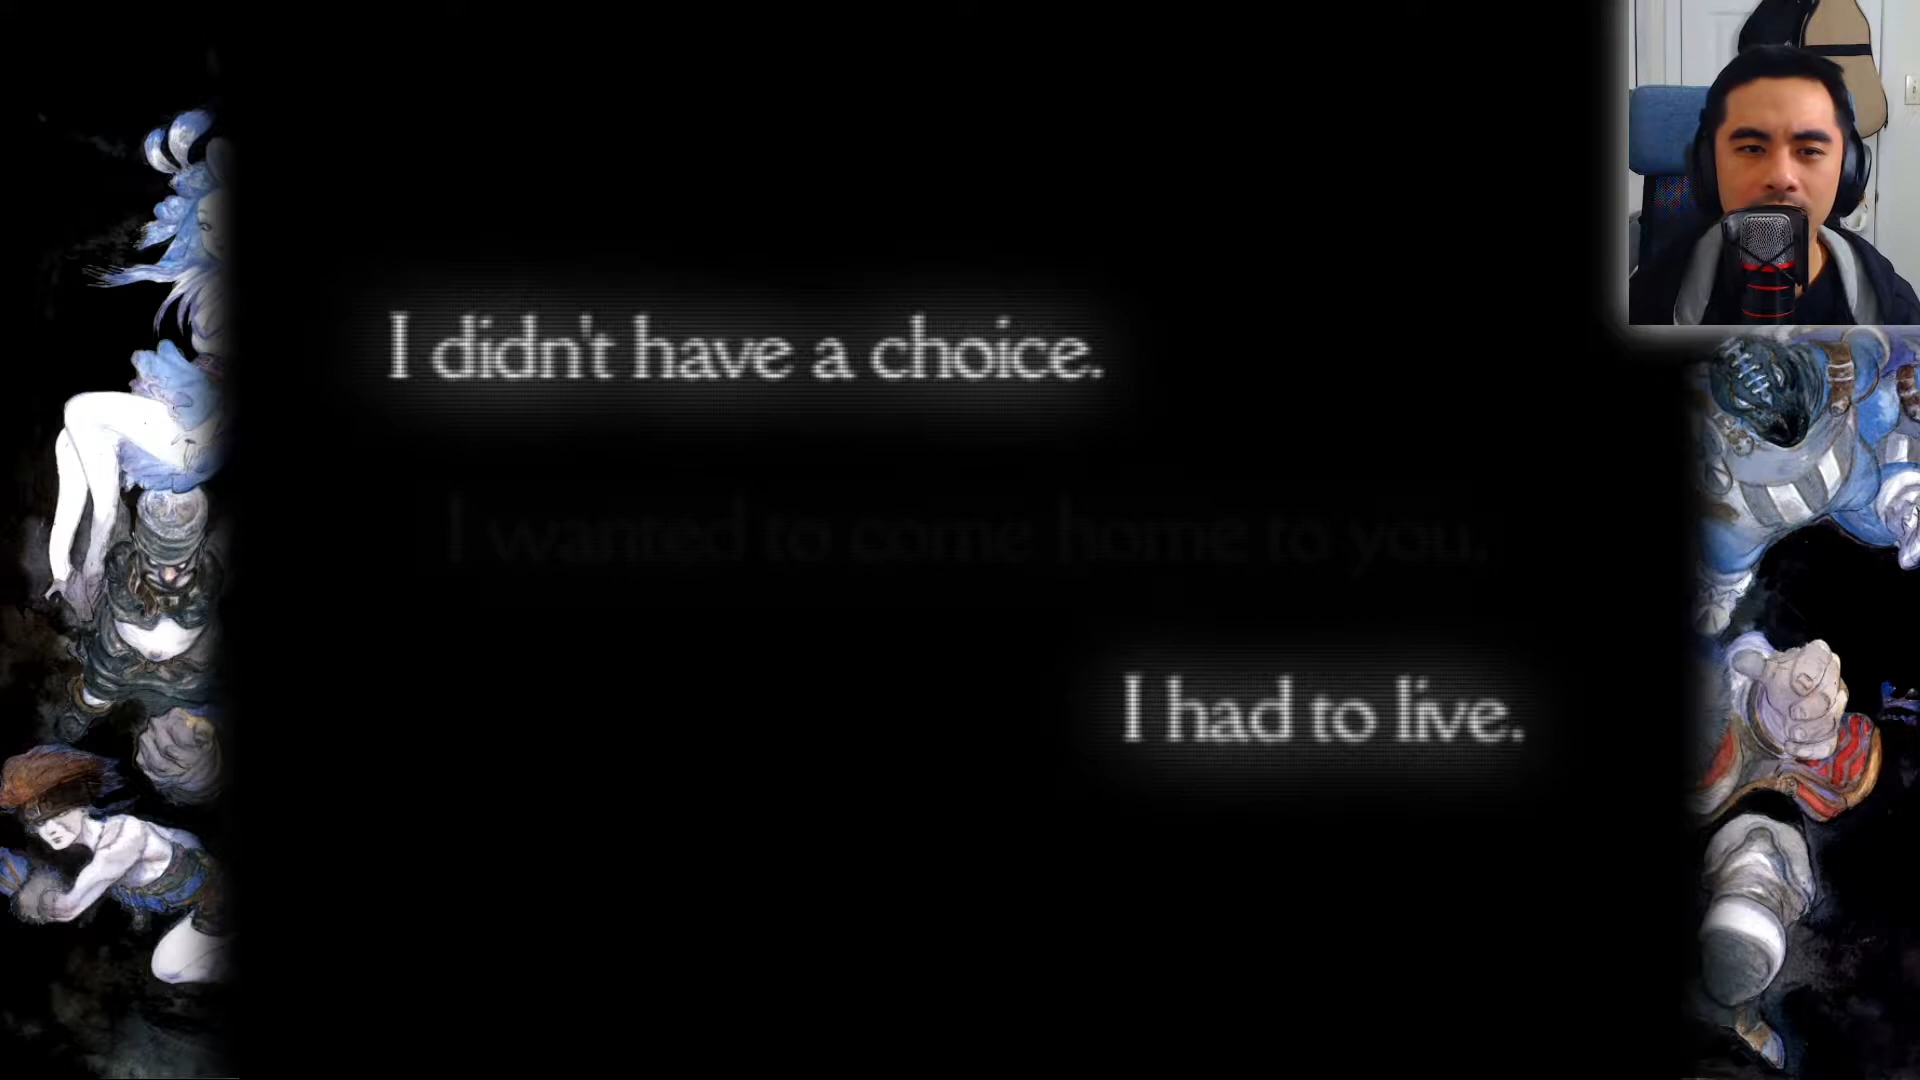 I didn't have a choice.
I wanted to come home to you,
I had to live.